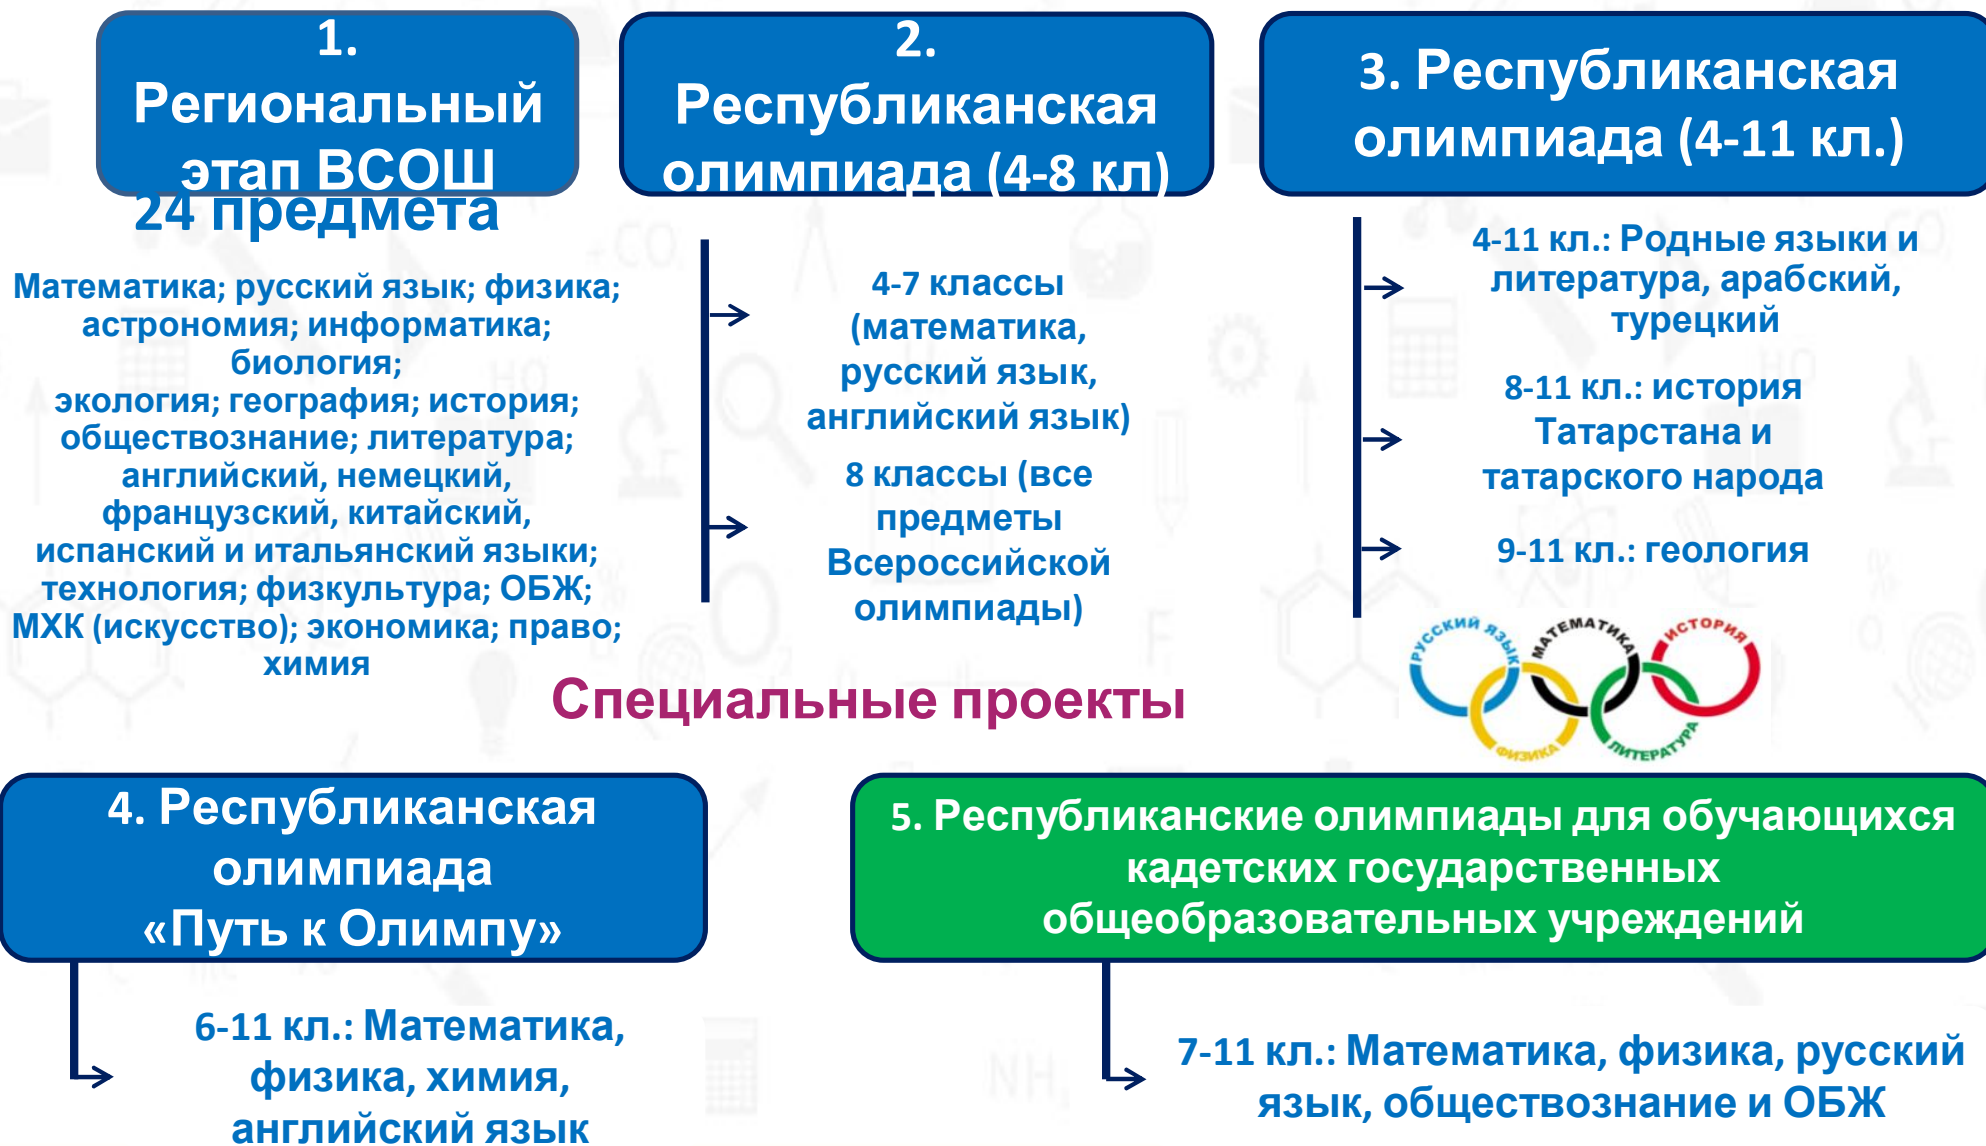 1.
Региональный
этап ВСОШ
24 предмета
Математика; русский язык; физика;
астрономия; информатика;
биология;
экология; география; история;
обществознание; литература;
английский, немецкий,
французский, китайский,
испанский и итальянский языки;
технология; физкультура; ОБЖ;
МХК (искусство); экономика; право;
химия
2.
Республиканская
олимпиада (4-8 кл)
4-7 классы
(математика,
русский язык,
английский язык)
8 классы (все
предметы
Всероссийской
олимпиады)
3. Республиканская
олимпиада (4-11 кл.)
4-11 кл.: Родные языки и
литература, арабский,
турецкий
8-11 кл.: история
Татарстана и
татарского народа
9-11 кл.: геология
РУССКИЙ ЯЗЫК
МАТЕМАТИКА
ИСТОРИЯ
ФИЗИКА
ЛИТЕРАТУРА
Специальные проекты
4. Республиканская
олимпиада
«Путь к Олимпу»
6-11 кл.: Математика,
физика, химия,
английский язык
5. Республиканские олимпиады для обучающихся
кадетских государственных
общеобразовательных учреждений
7-11 кл.: Математика, физика, русский
язык, обществознание и ОБЖ